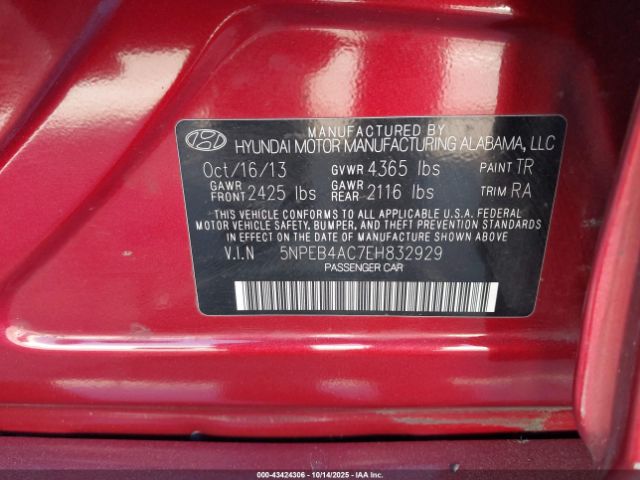 MANUFACTURED BY
HYUNDAI MOTOR MANUFACTURING ALABAMA, LLC
Oct/16/13 GVWR 4365 lbs PAINT TR
GAWR FRONT 2425 lbs GAWR REAR 2116 lbs TRIM RA
THIS VEHICLE CONFORMS TO ALL APPLICABLE U.S.A. FEDERAL
MOTOR VEHICLE SAFETY, BUMPER, AND THEFT PREVENTION STANDARDS
IN EFFECT ON THE DATE OF MANUFACTURE SHOWN ABOVE.
V.I.N 5NPEB4AC7EH832929
PASSENGER CAR
000-43424306 - 10/14/2025 - IAA Inc.